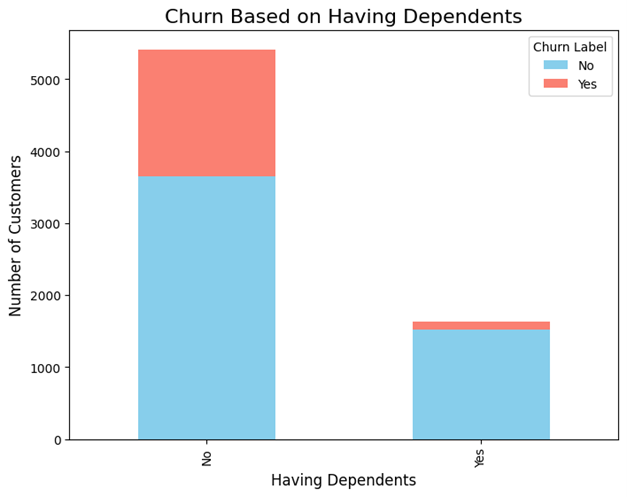 Churn Based on Having Dependents
Churn Label
No
Yes
Number of Customers
5000
4000
3000
2000
1000
0
No
Yes
Having Dependents